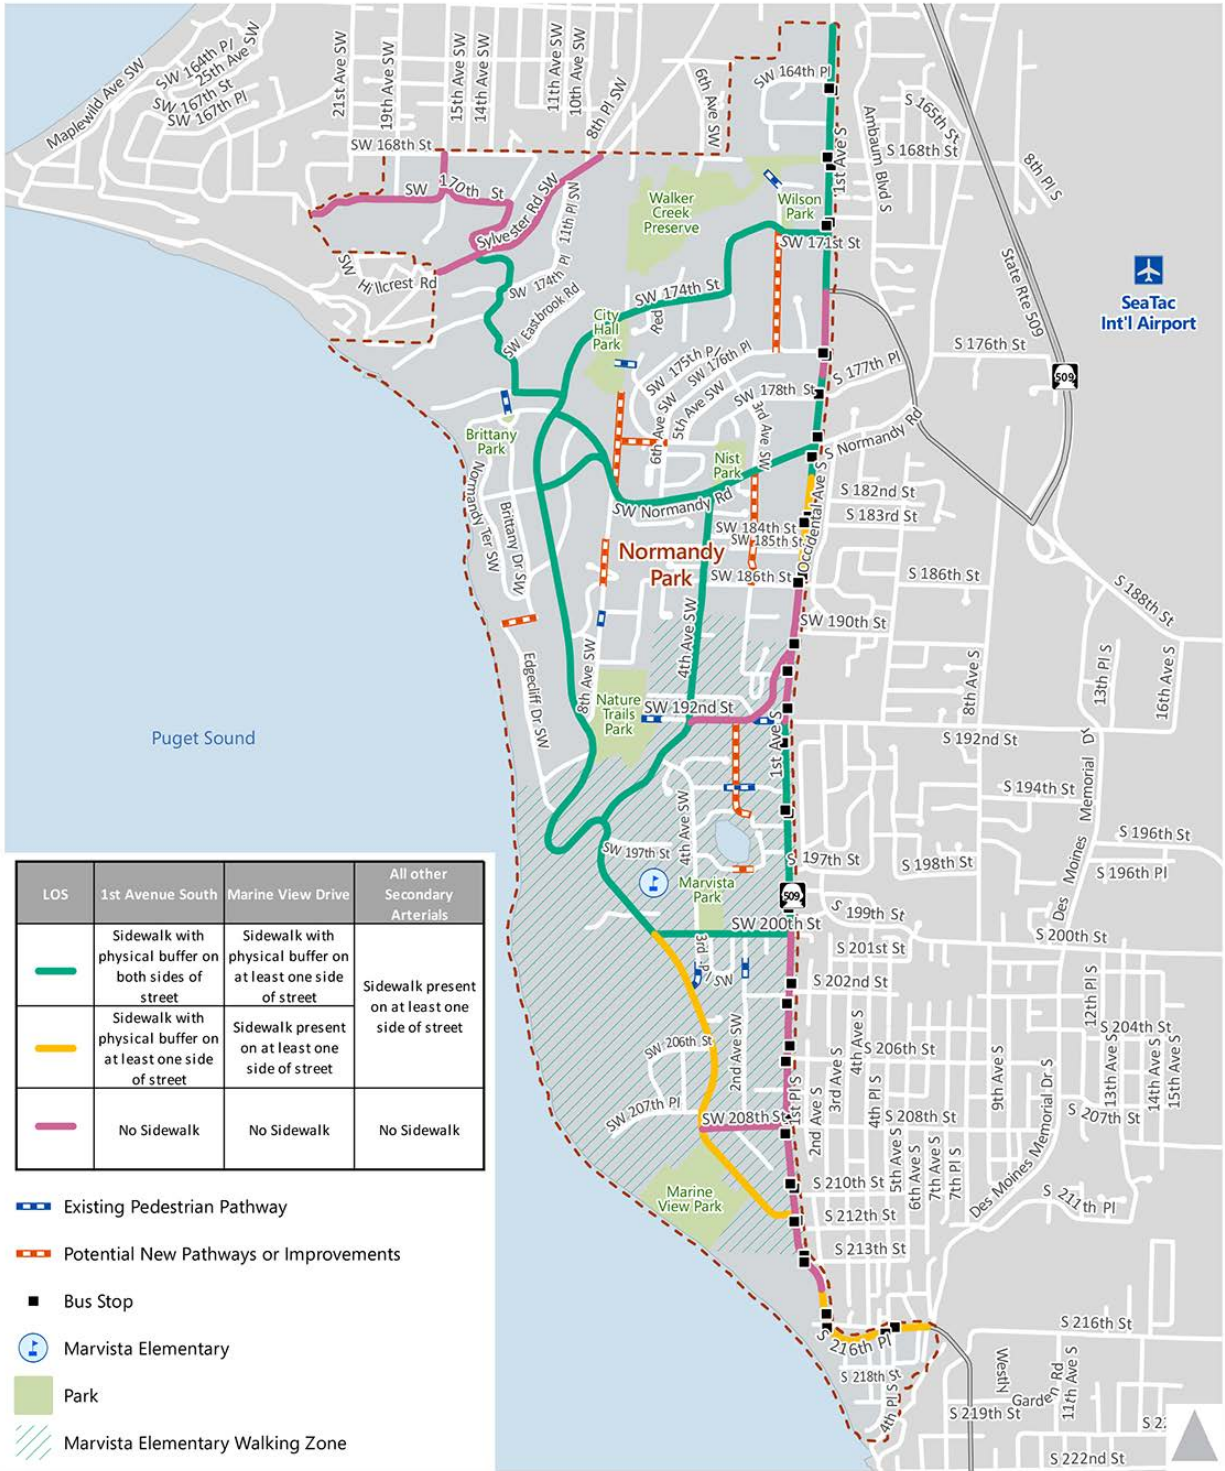 Maplewild Ave SW
SW 164th Pl
25th Ave SW
SW 167th St
SW 167th Pl
21st Ave SW
19th Ave SW
15th Ave SW
14th Ave SW
11th Ave SW
10th Ave SW
8th Pl SW
6th Ave SW
SW 164th Pl
1st Ave S
Ambaum Blvd S
S 165th St
S 168th St
8th Pl S
SW 168th St
SW 170th St
Sylvester Rd SW
11th Pl SW
Walker
Creek
Preserve
Wilson
Park
SW 171st St
SW
Hillcrest Rd
SW 174th Pl
SW Eastbrook Rd
SW 174th St
City
Hall
Park
Red
State Rte 509
SeaTac
Int'l Airport
S 176th St
509
SW 175th Pl
SW 176th Pl
S 177th Pl
SW 178th St
6th Ave SW
5th Ave SW
3rd Ave SW
Brittany
Park
Nist
Park
S Normandy Rd
SW Normandy Rd
Normandy Ter SW
Brittany Dr SW
Occidental Ave S
S 182nd St
S 183rd St
SW 184th St
SW 185th St
Normandy
Park
SW 186th St
S 186th St
S 188th St
SW 190th St
4th Ave SW
8th Ave SW
Edgecliff Dr SW
8th Ave S
13th Pl S
16th Ave S
Nature
Trails
Park
SW 192nd St
1st Ave S
S 192nd St
Puget Sound
S 194th St
Des Moines Memorial Dr
4th Ave SW
SW 197th St
S 197th St
S 198th St
S 196th St
S 196th Pl
Marvista
Park
509
S 199th St
SW 200th St
S 200th St
S 201st St
3rd Pl SW
S 202nd St
12th Pl S
S 204th St
SW 206th St
2nd Ave SW
4th Ave S
S 206th St
3rd Ave S
9th Ave S
13th Ave S
14th Ave S
15th Ave S
SW 207th Pl
SW 208th St
1st Pl S
2nd Ave S
4th Pl S
S 208th St
S 207th St
Des Moines Memorial Dr S
5th Ave S
6th Ave S
7th Ave S
7th Pl S
Marine
View Park
S 210th St
S 211th Pl
S 212th St
S 213th St
S 216th St
S 216th Pl
S 218th St
4th Pl S
Garden Rd
11th Ave S
S 219th St
S 222nd St
LOS
1st Avenue South
Marine View Drive
All other
Secondary
Arterials
Sidewalk with
physical buffer on
both sides of
street
Sidewalk with
physical buffer on
at least one side
of street
Sidewalk present
on at least one
side of street
Sidewalk with
physical buffer on
at least one side
of street
Sidewalk present
on at least one
side of street
No Sidewalk
No Sidewalk
No Sidewalk
Existing Pedestrian Pathway
Potential New Pathways or Improvements
Bus Stop
Marvista Elementary
Park
Marvista Elementary Walking Zone